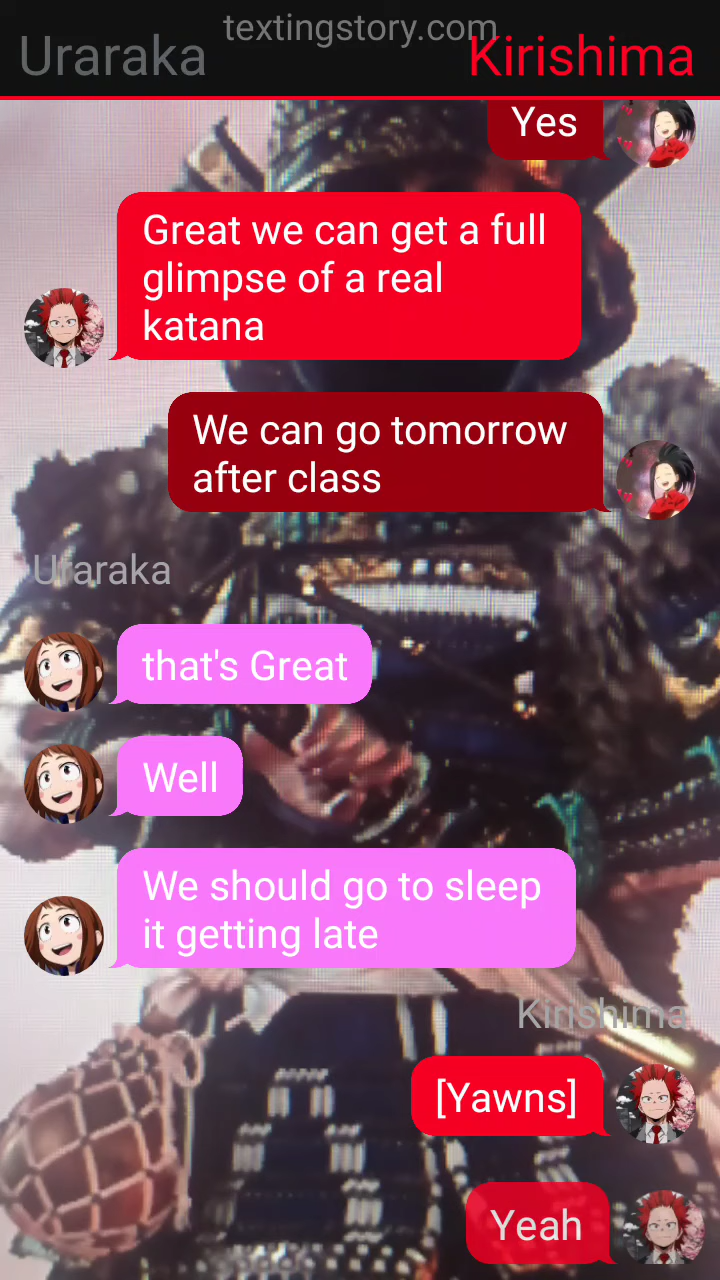 textingstory.com
Uraraka
Kirishima
Yes
Great we can get a full
glimpse of a real
katana
We can go tomorrow
after class
Uraraka
that's Great
Well
We should go to sleep
it getting late
Kirishima
[Yawns]
Yeah